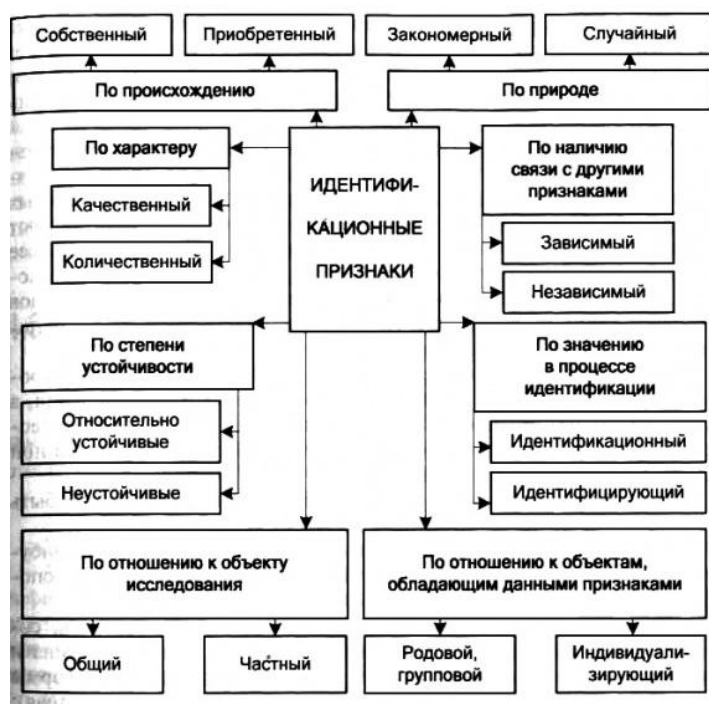 Собственный
Приобретенный
Закономерный
Случайный
По происхождению
По природе
По характеру
Качественный
Количественный
ИДЕНТИФИ-
КАЦИОННЫЕ
ПРИЗНАКИ
По наличию
связи с другими
признаками
Зависимый
Независимый
По степени
устойчивости
Относительно
устойчивые
Неустойчивые
По значению
в процессе
идентификации
Идентификационный
Идентифицирующий
По отношению к объекту
исследования
Общий
Частный
По отношению к объектам,
обладающим данными признаками
Родовой,
групповой
Индивидуали-
зирующий